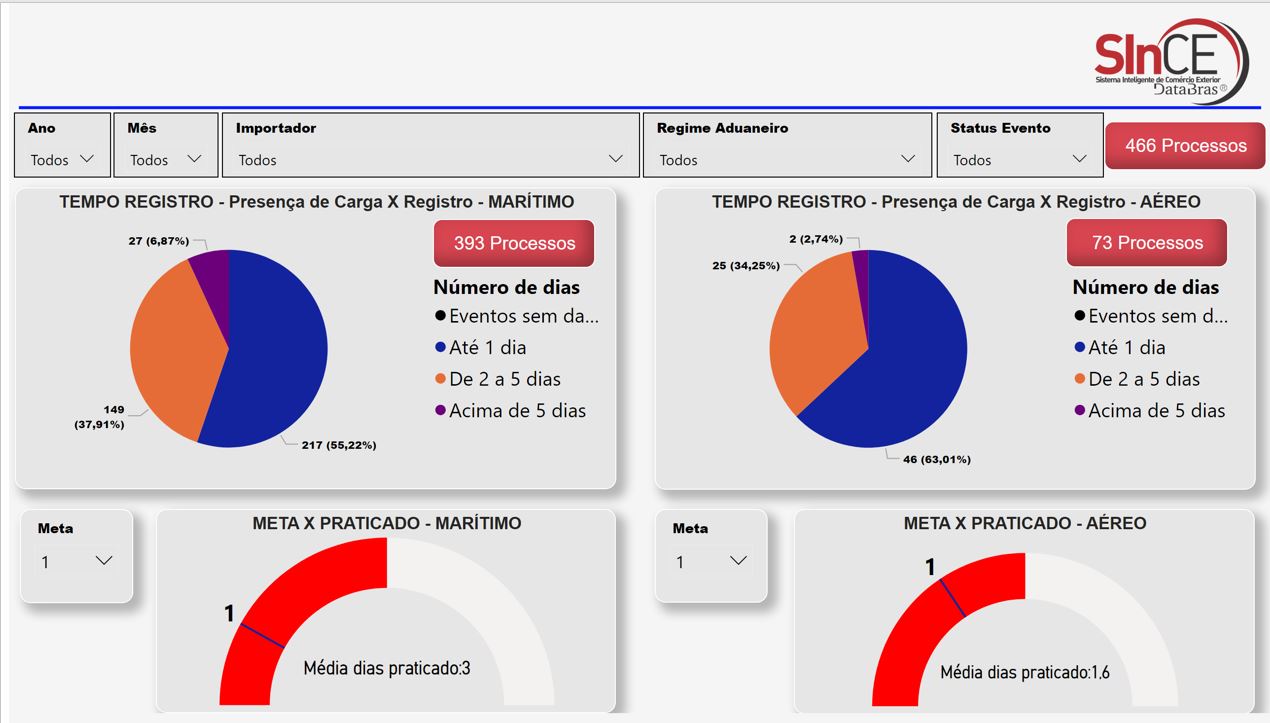 SInCE
Sistema Inteligente de Comércio Exterior
DataBras®
Ano
Todos
Mês
Todos
Importador
Todos
Regime Aduaneiro
Todos
Status Evento
Todos
466 Processos
TEMPO REGISTRO - Presença de Carga X Registro - MARÍTIMO
393 Processos
27 (6,87%)
149
(37,91%)
217 (55,22%)
Número de dias
Eventos sem da...
Até 1 dia
De 2 a 5 dias
Acima de 5 dias
TEMPO REGISTRO - Presença de Carga X Registro - AÉREO
73 Processos
2 (2,74%)
25 (34,25%)
46 (63,01%)
Número de dias
Eventos sem d...
Até 1 dia
De 2 a 5 dias
Acima de 5 dias
Meta
1
META X PRATICADO - MARÍTIMO
1
Média dias praticado:3
Meta
1
META X PRATICADO - AÉREO
1
Média dias praticado:1,6